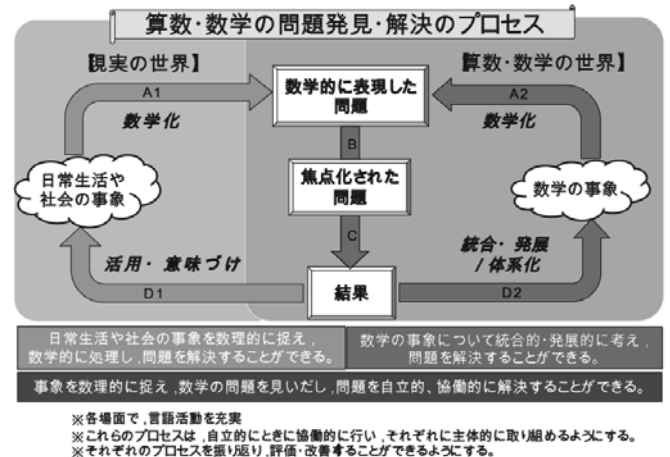 算数・数学の問題発見・解決のプロセス
【現実の世界】
【算数・数学の世界】
A1
数学化
数学的に表現した
問題
A2
数学化
B
日常生活や
社会の事象
焦点化された
問題
数学の事象
C
活用・意味づけ
統合・発展
/体系化
D1
結果
D2
日常生活や社会の事象を数理的に捉え,
数学的に処理し,問題を解決することができる。
数学の事象について統合的・発展的に考え,
問題を解決することができる。
事象を数理的に捉え,数学の問題を見いだし,問題を自立的、協働的に解決することができる。
※各場面で,言語活動を充実
※これらのプロセスは,自立的にときに協働的に行い,それぞれに主体的に取り組めるようにする。
※それぞれのプロセスを振り返り,評価・改善することができるようにする。